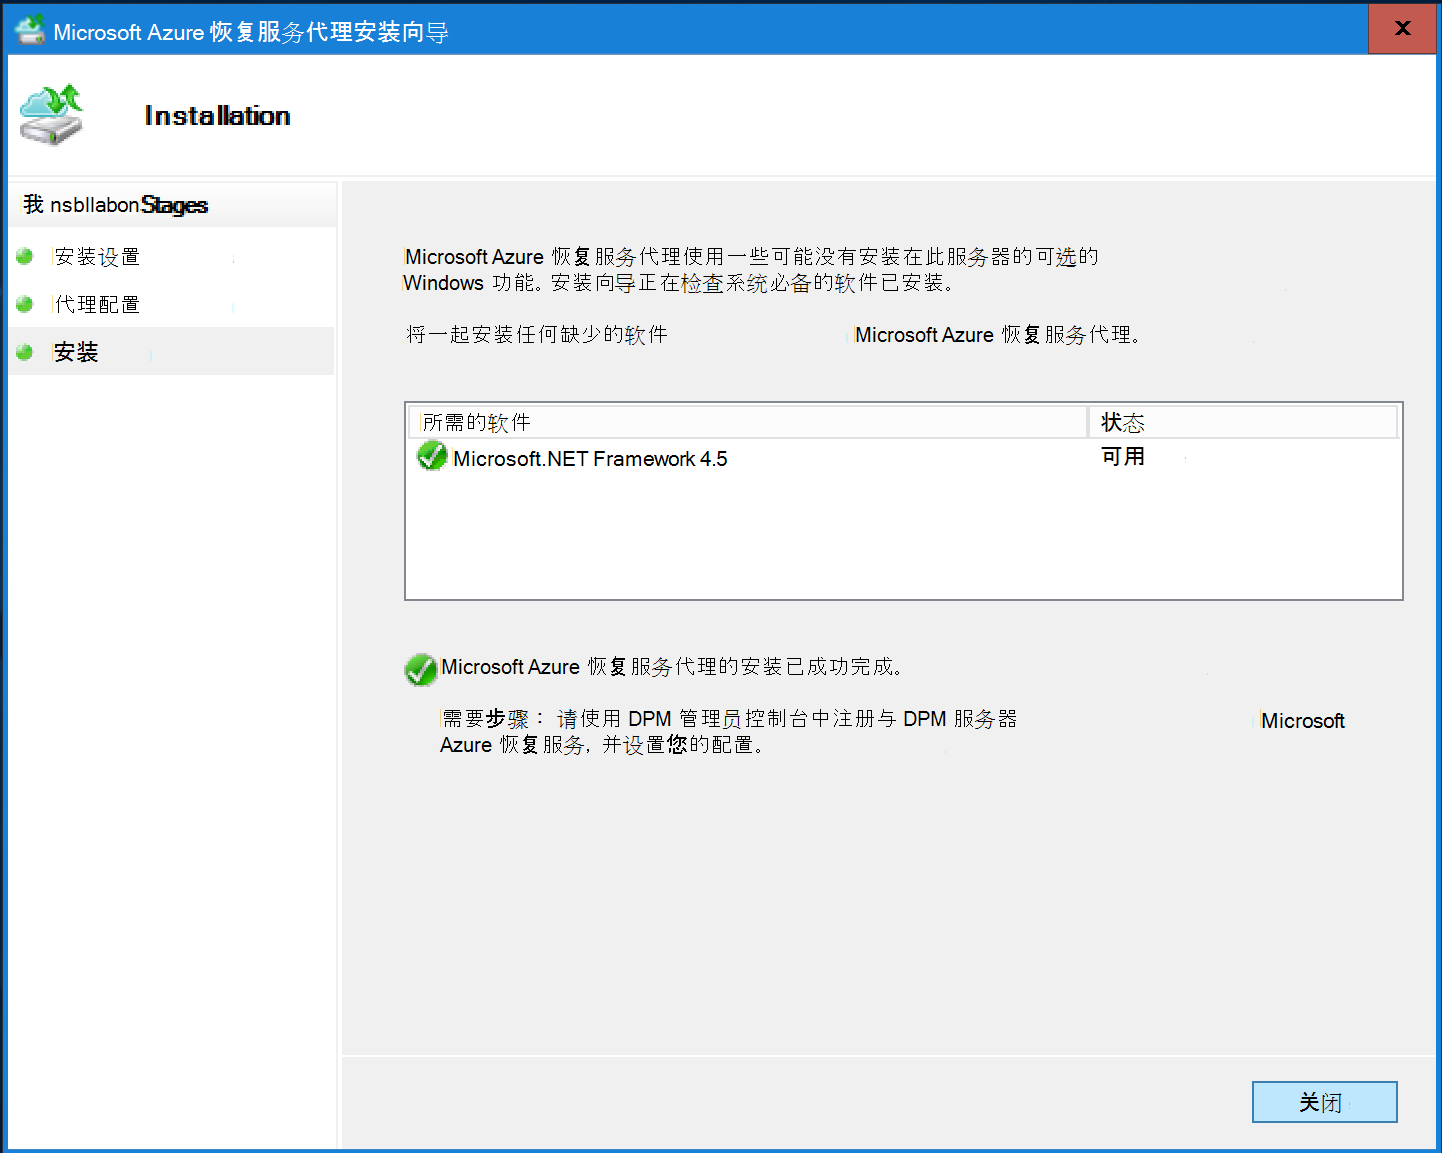 Microsoft Azure 恢复服务代理安装向导
x
Installation
我 nsbllabon Stages
安装设置
代理配置
安装
Microsoft Azure 恢复服务代理使用一些可能没有安装在此服务器的可选的
Windows 功能。安装向导正在检查系统必备的软件已安装。
将一起安装任何缺少的软件 Microsoft Azure 恢复服务代理。
所需的软件 状态
Microsoft.NET Framework 4.5 可用
Microsoft Azure 恢复服务代理的安装已成功完成。
需要步骤： 请使用 DPM 管理员控制台中注册与 DPM 服务器 Microsoft
Azure 恢复服务, 并设置您的配置。
关闭